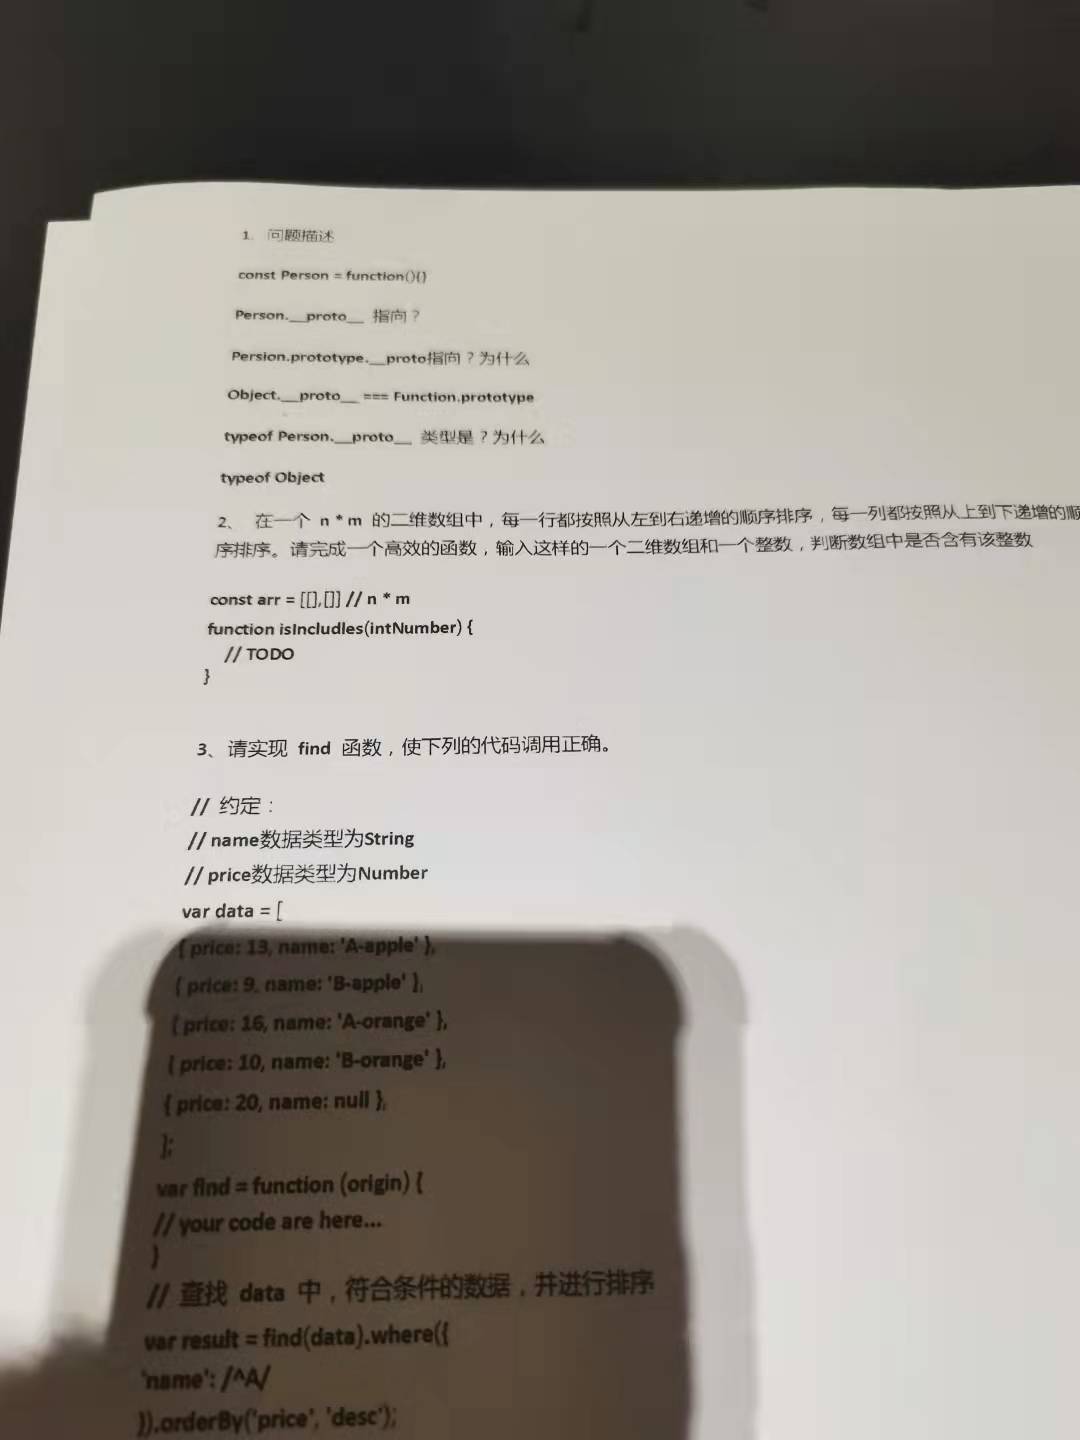 1. 问题描述
const Person = function(){}
Person.__proto__ 指向？
Persion.prototype.__proto指向？为什么
Object.__proto__ === Function.prototype
typeof Person.__proto__ 类型是？为什么
typeof Object
2、 在一个 n * m 的二维数组中，每一行都按照从左到右递增的顺序排序，每一列都按照从上到下递增的顺
序排序。请完成一个高效的函数，输入这样的一个二维数组和一个整数，判断数组中是否含有该整数
const arr = [[],[]] // n * m
function isIncludles(intNumber) {
// TODO
}
3、请实现 find 函数，使下列的代码调用正确。
// 约定：
// name数据类型为String
// price数据类型为Number
var data = [
{ price: 13, name: 'A-apple' },
{ price: 9, name: 'B-apple' },
{ price: 16, name: 'A-orange' },
{ price: 10, name: 'B-orange' },
{ price: 20, name: null },
];
var find = function (origin) {
// your code are here...
}
// 查找 data 中，符合条件的数据，并进行排序
var result = find(data).where({
'name': /^A/
}).orderBy('price', 'desc');